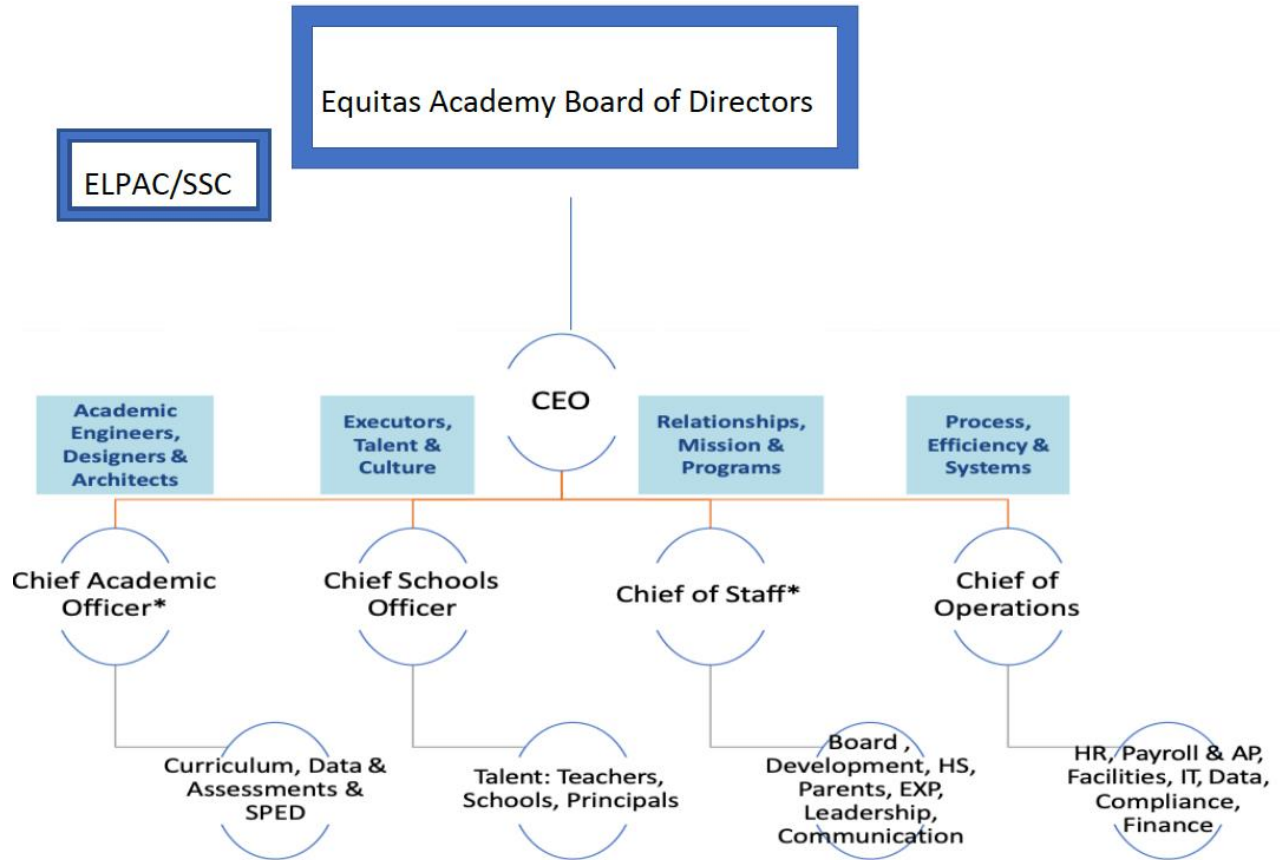 Equitas Academy Board of Directors
ELPAC/SSC
CEO
Academic
Engineers,
Designers &
Architects
Executors,
Talent &
Culture
Relationships,
Mission &
Programs
Process,
Efficiency &
Systems
Chief Academic
Officer*
Chief Schools
Officer
Chief of Staff*
Chief of
Operations
Curriculum, Data &
Assessments &
SPED
Talent: Teachers,
Schools, Principals
Board ,
Development, HS,
Parents, EXP,
Leadership,
Communication
HR, Payroll & AP,
Facilities, IT, Data,
Compliance,
Finance